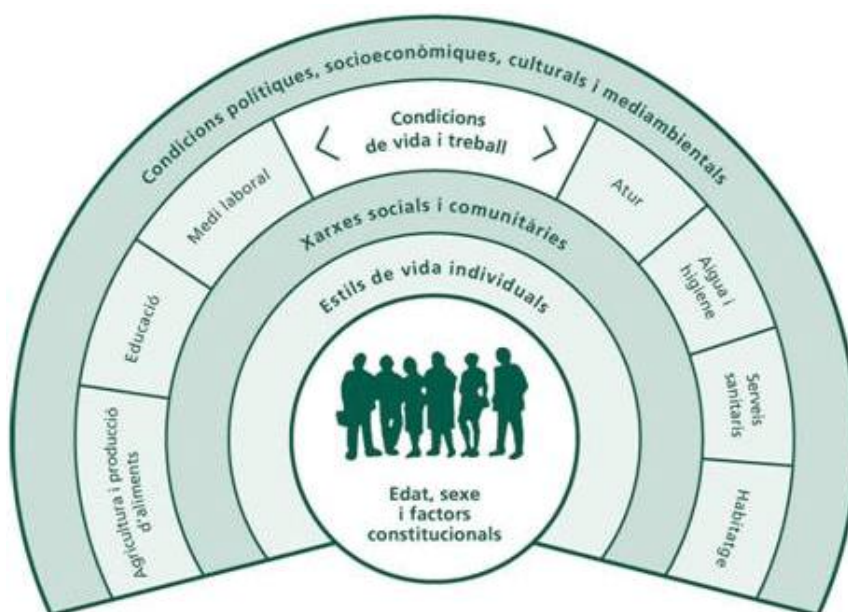 Condicions polítiques, socioeconòmiques, culturals i mediambientals
Condicions
de vida i treball
Medi laboral
Atur
Xarxes socials i comunitàries
Aigua i
higiene
Estils de vida individuals
Educació
Serveis
sanitaris
Agricultura i producció
d'aliments
Habitatge
Edat, sexe
i factors
constitucionals